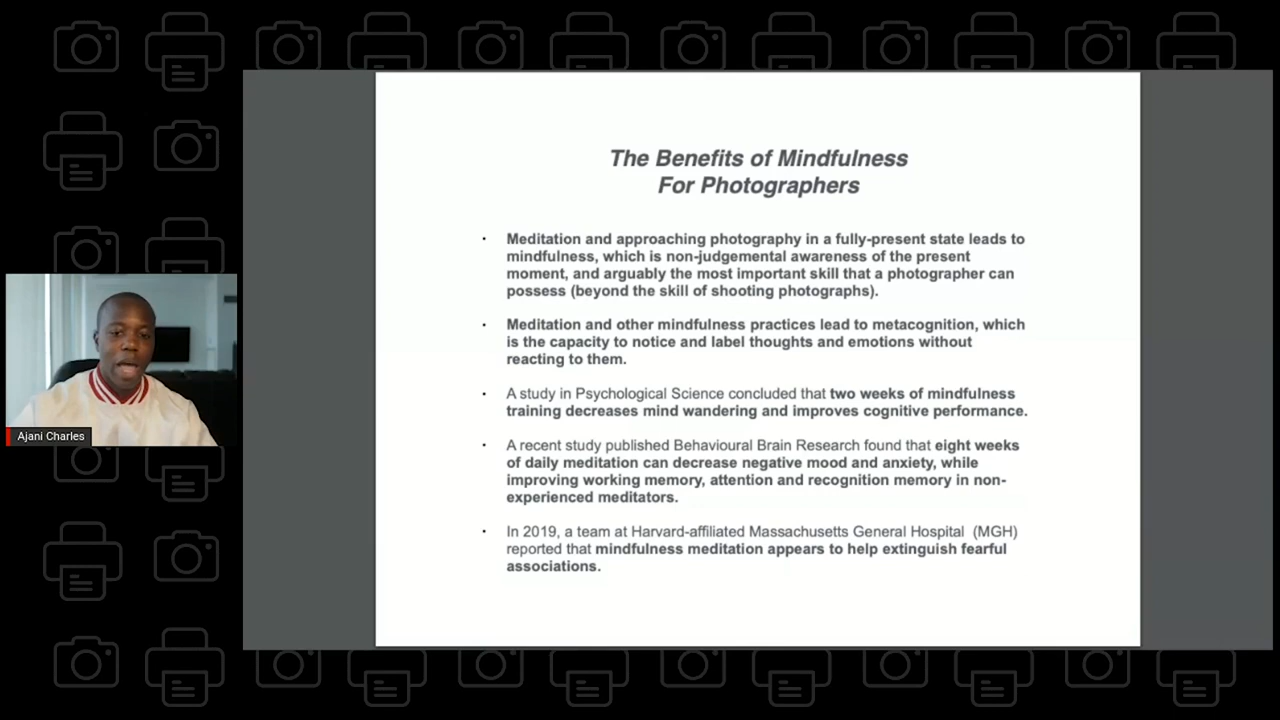 The Benefits of Mindfulness
For Photographers
· Meditation and approaching photography in a fully-present state leads to
mindfulness, which is non-judgemental awareness of the present
moment, and arguably the most important skill that a photographer can
possess (beyond the skill of shooting photographs).
· Meditation and other mindfulness practices lead to metacognition, which
is the capacity to notice and label thoughts and emotions without
reacting to them.
· A study in Psychological Science concluded that two weeks of mindfulness
training decreases mind wandering and improves cognitive performance.
· A recent study published Behavioural Brain Research found that eight weeks
of daily meditation can decrease negative mood and anxiety, while
improving working memory, attention and recognition memory in non-
experienced meditators.
· In 2019, a team at Harvard-affiliated Massachusetts General Hospital (MGH)
reported that mindfulness meditation appears to help extinguish fearful
associations.
Ajani Charles